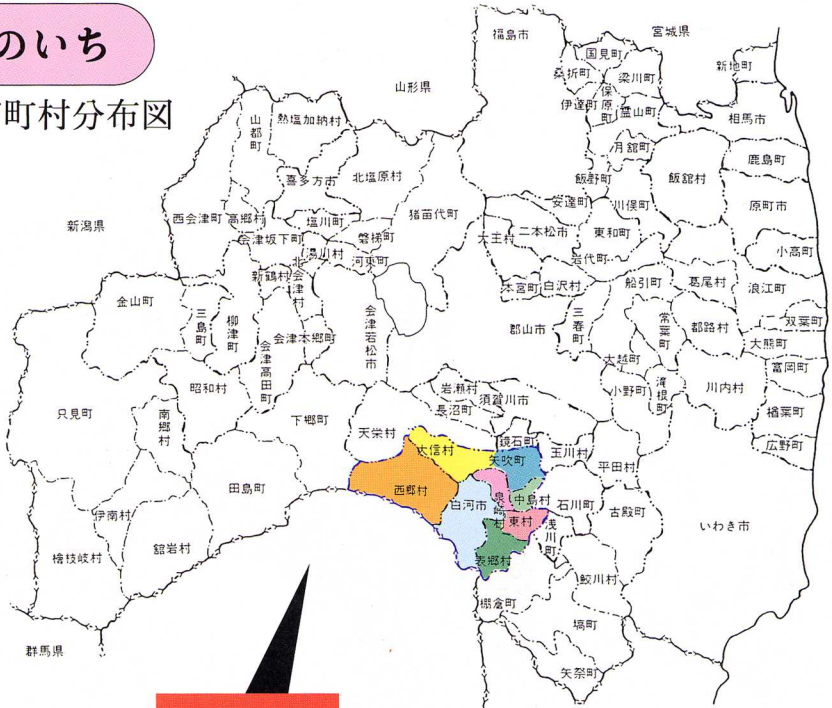 のいち
町村分布図
福島市
宮城県
国見町
桑折町
梁川町
新地町
保原町
伊達町
霊山町
相馬市
山形県
山都町
熱塩加納村
月舘町
飯舘村
鹿島町
喜多方市
北塩原村
飯野町
川俣町
原町市
安達町
西会津町
高郷村
塩川町
猪苗代町
新潟県
会津坂下町
磐梯町
大玉村
二本松市
東和町
小高町
湯川村
河東町
岩代町
新鶴村
北会津村
本宮町
白沢村
船引町
葛尾村
浪江町
金山町
三島町
柳津町
会津本郷町
会津若松市
郡山市
三春町
常葉町
都路村
双葉町
大熊町
会津高田町
大越町
富岡町
昭和村
岩瀬村
須賀川市
小野町
滝根町
川内村
只見町
南郷村
下郷町
長沼町
楢葉町
天栄村
鏡石町
玉川村
広野町
大信村
矢吹町
平田村
田島町
西郷村
白河市
泉崎村
中島村
石川町
古殿町
伊南村
東村
浅川町
いわき市
檜枝岐村
舘岩村
表郷村
鮫川村
棚倉町
塙町
群馬県
矢祭町